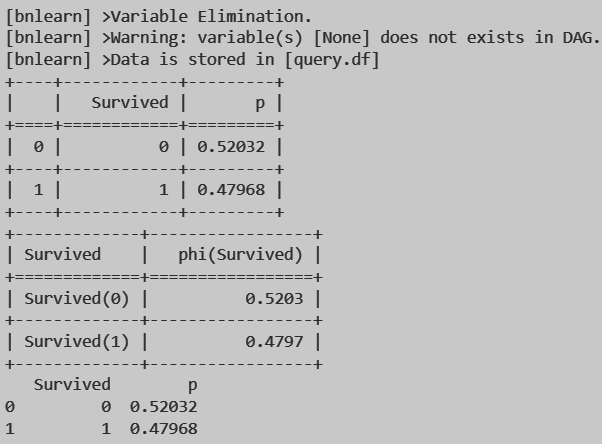 [bnlearn] >Variable Elimination.
[bnlearn] >Warning: variable(s) [None] does not exists in DAG.
[bnlearn] >Data is stored in [query.df]
+----+------------+---------+
|    |   Survived |       p |
+====+============+=========+
|  0 |          0 | 0.52032 |
+----+------------+---------+
|  1 |          1 | 0.47968 |
+----+------------+---------+
+-------------+-----------------+
| Survived    |   phi(Survived) |
+=============+=================+
| Survived(0) |          0.5203 |
+-------------+-----------------+
| Survived(1) |          0.4797 |
+-------------+-----------------+
   Survived        p
0         0  0.52032
1         1  0.47968